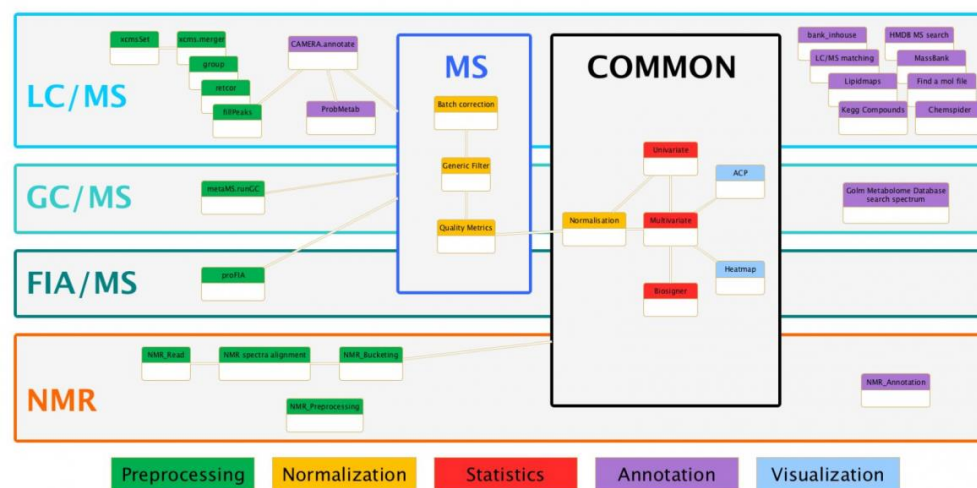 LC/MS
xcmsSet
xcms.merger
group
retcor
fillPeaks
CAMERA.annotate
ProbMetab
MS
Batch correction
Generic Filter
Quality Metrics
COMMON
Univariate
ACP
Normalisation
Multivariate
Heatmap
Biosigner
bank_inhouse
HMDB MS search
LC/MS matching
MassBank
Lipidmaps
Find a mol file
Kegg Compounds
Chemspider
GC/MS
metaMS.runGC
Golm Metabolome Database
search spectrum
FIA/MS
proFIA
NMR
NMR_Read
NMR spectra alignment
NMR_Bucketing
NMR_Preprocessing
NMR_Annotation
Preprocessing
Normalization
Statistics
Annotation
Visualization